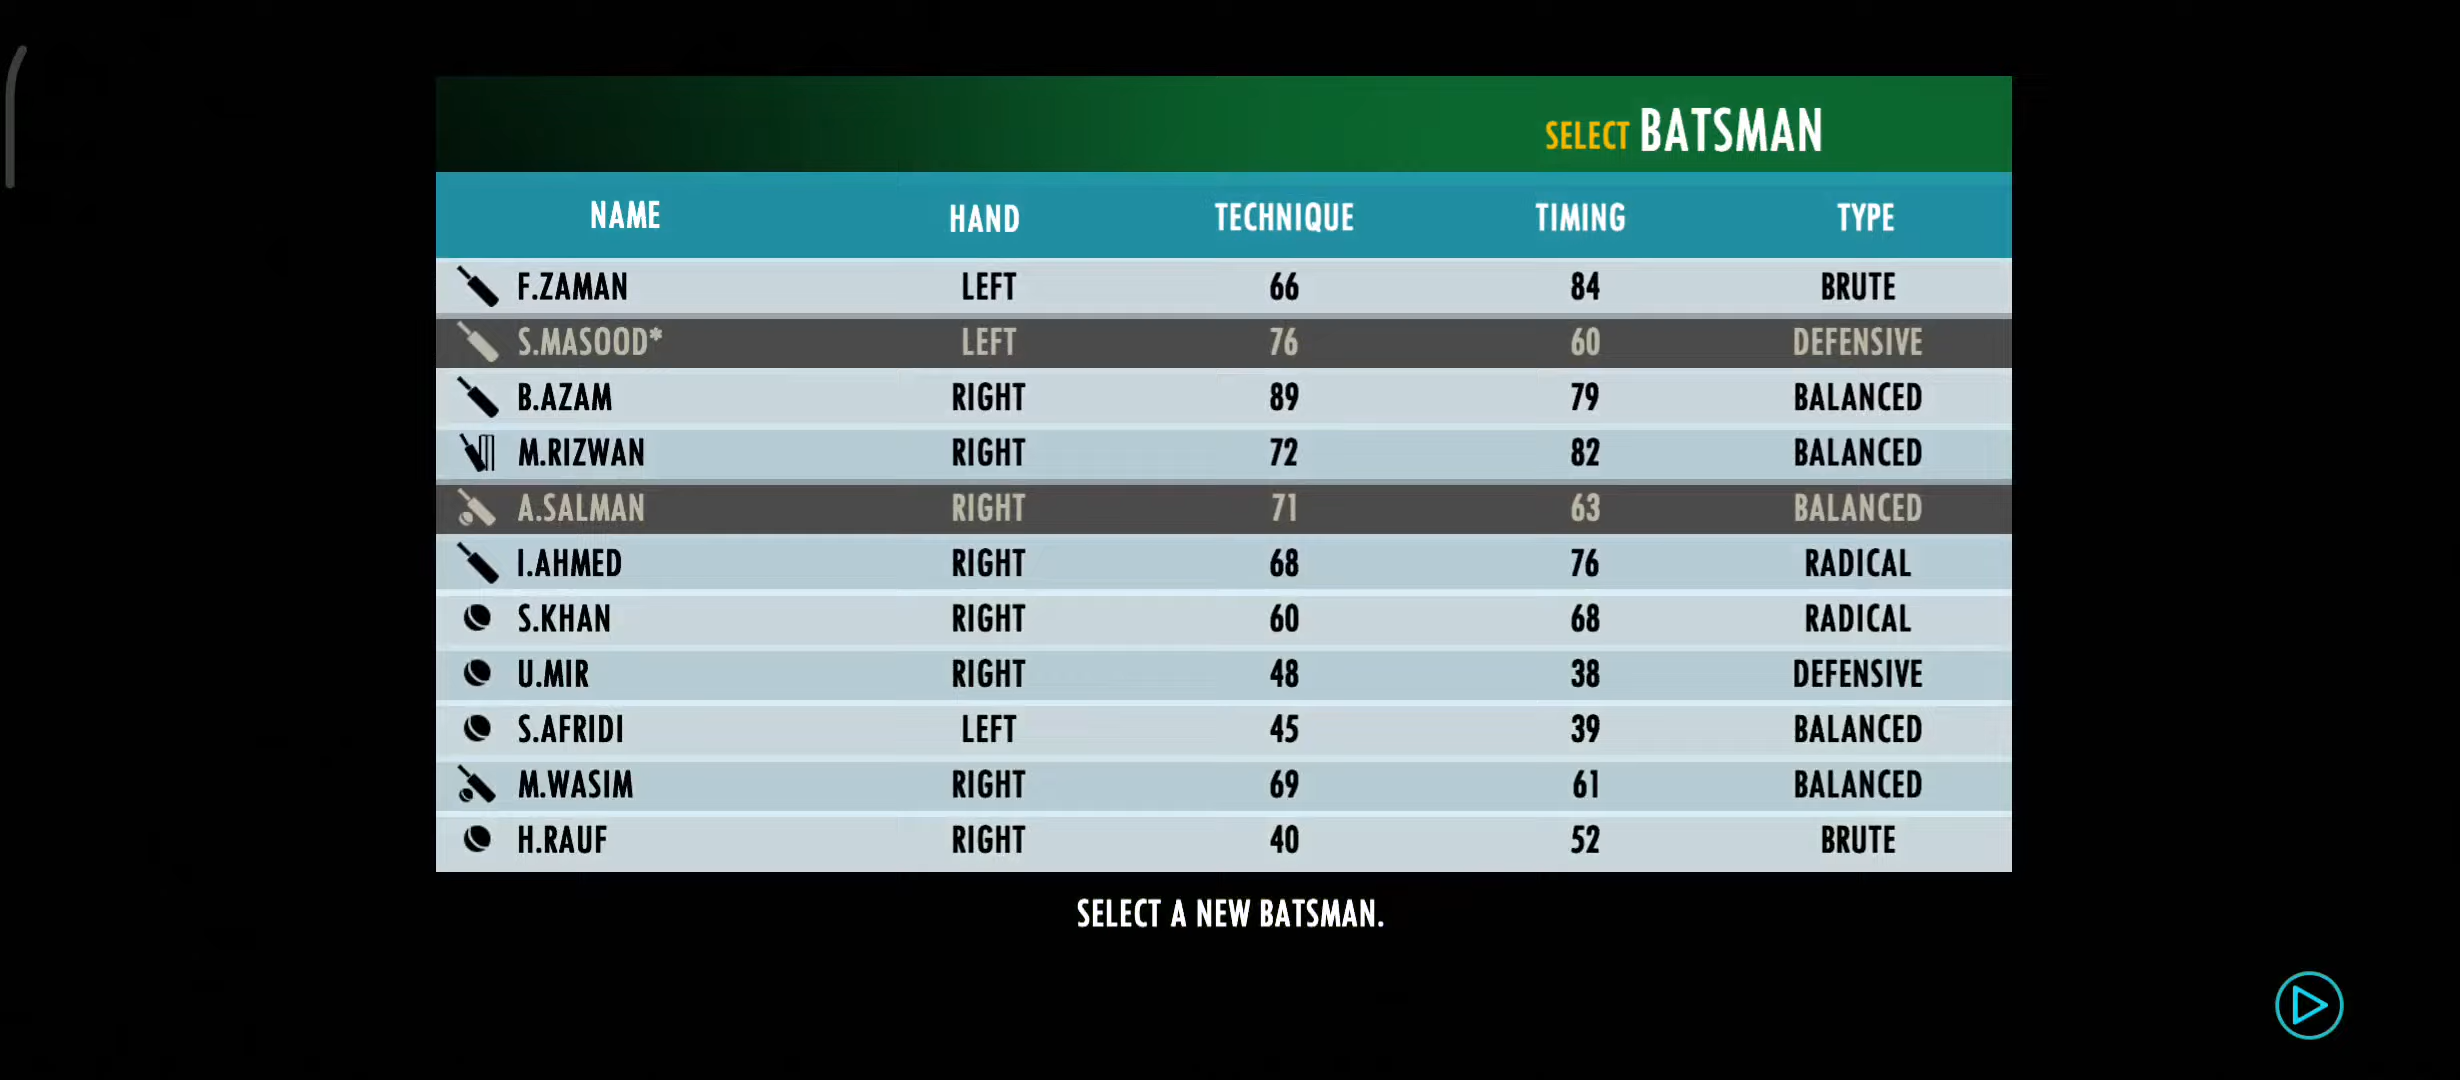 SELECT BATSMAN
NAME HAND TECHNIQUE TIMING TYPE
F.ZAMAN LEFT 66 84 BRUTE
S.MASOOD* LEFT 76 60 DEFENSIVE
B.AZAM RIGHT 89 79 BALANCED
M.RIZWAN RIGHT 72 82 BALANCED
A.SALMAN RIGHT 71 63 BALANCED
I.AHMED RIGHT 68 76 RADICAL
S.KHAN RIGHT 60 68 RADICAL
U.MIR RIGHT 48 38 DEFENSIVE
S.AFRIDI LEFT 45 39 BALANCED
M.WASIM RIGHT 69 61 BALANCED
H.RAUF RIGHT 40 52 BRUTE
SELECT A NEW BATSMAN.